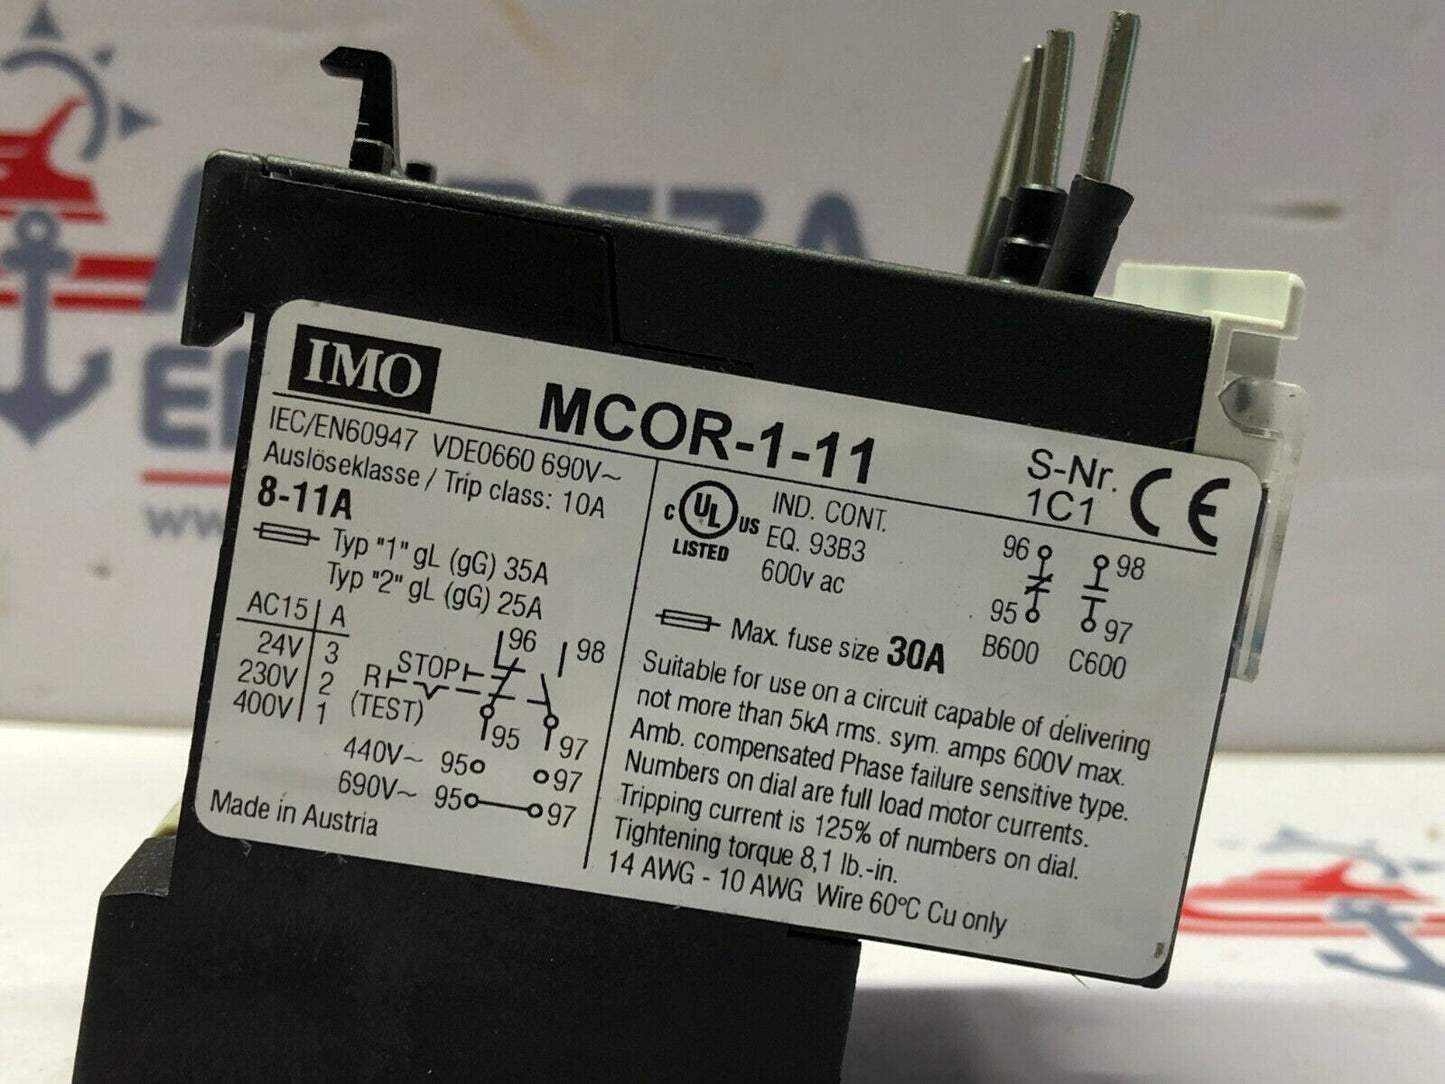 IMO
MCOR-1-11
S-Nr.
1C1
CE
IEC/EN60947 VDE0660 690V~
Auslöseklasse / Trip class: 10A
8-11A
Typ "1" gL (gG) 35A
Typ "2" gL (gG) 25A
AC15 A
24V 3
230V 2
400V 1
STOP
R
(TEST)
96 98
95 97
440V~ 95 97
690V~ 95 97
Made in Austria
C UL US
LISTED
IND. CONT.
EQ. 93B3
600v ac
96 98
95 97
B600 C600
Max. fuse size 30A
Suitable for use on a circuit capable of delivering
not more than 5kA rms. sym. amps 600V max.
Amb. compensated Phase failure sensitive type.
Numbers on dial are full load motor currents.
Tripping current is 125% of numbers on dial.
Tightening torque 8,1 lb.-in.
14 AWG - 10 AWG Wire 60°C Cu only